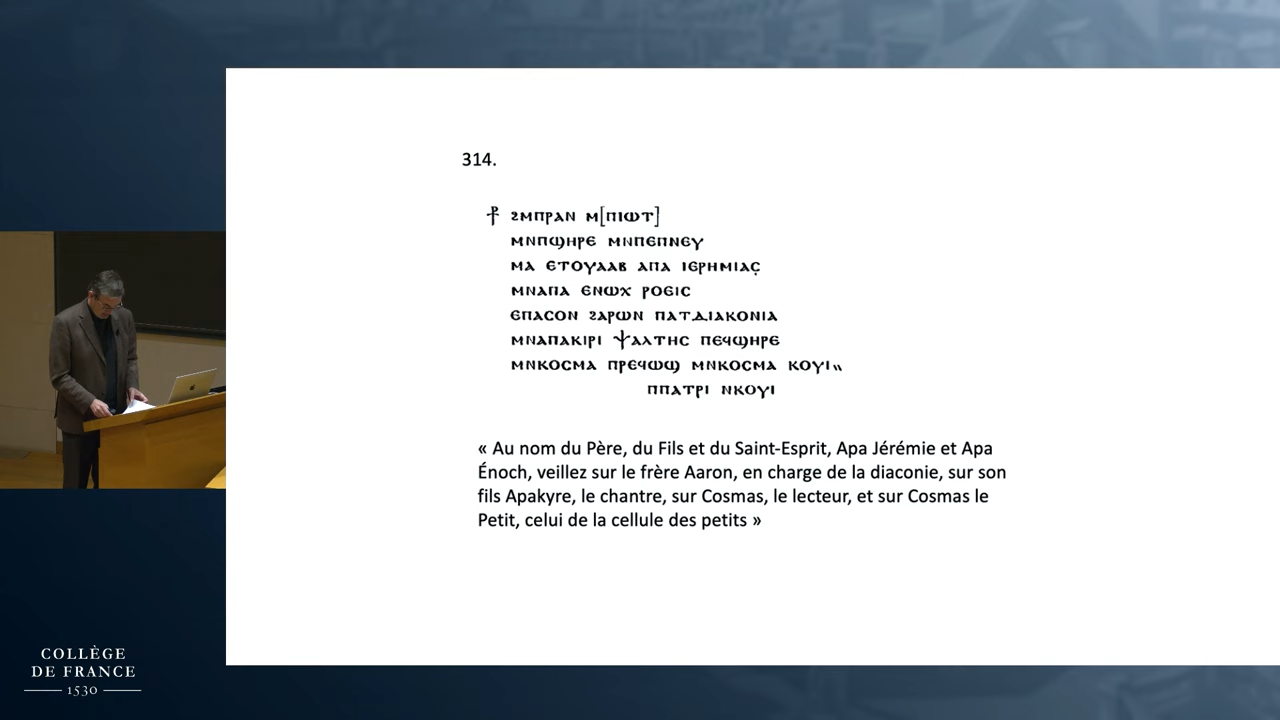 314.
⳨ ϩⲙⲡⲣⲁⲛ ⲙ[ⲡⲓⲱⲧ]
ⲙⲛⲡϣⲏⲣⲉ ⲙⲛⲡⲉⲡⲛⲉⲩ
ⲙⲁ ⲉⲧⲟⲩⲁⲁⲃ ⲁⲡⲁ ⲓⲉⲣⲏⲙⲓⲁⲥ̣
ⲙⲛⲁⲡⲁ ⲉⲛⲱⲭ ⲣⲟⲉⲓⲥ
ⲉⲡⲁⲥⲟⲛ ϩⲁⲣⲱⲛ ⲡⲁⲧⲇⲓⲁⲕⲟⲛⲓⲁ
ⲙⲛⲁⲡⲁⲕⲓⲣⲓ ⲯⲁⲗⲧⲏⲥ ⲡⲉϥϣⲏⲣⲉ
ⲙⲛⲕⲟⲥⲙⲁ ⲡⲣⲉϥⲱϣ ⲙⲛⲕⲟⲥⲙⲁ ⲕⲟⲩⲓ\\
ⲡⲡⲁⲧⲣⲓ ⲛⲕⲟⲩⲓ
« Au nom du Père, du Fils et du Saint-Esprit, Apa Jérémie et Apa
Énoch, veillez sur le frère Aaron, en charge de la diaconie, sur son
fils Apakyre, le chantre, sur Cosmas, le lecteur, et sur Cosmas le
Petit, celui de la cellule des petits »
COLLÈGE
DE FRANCE
1530